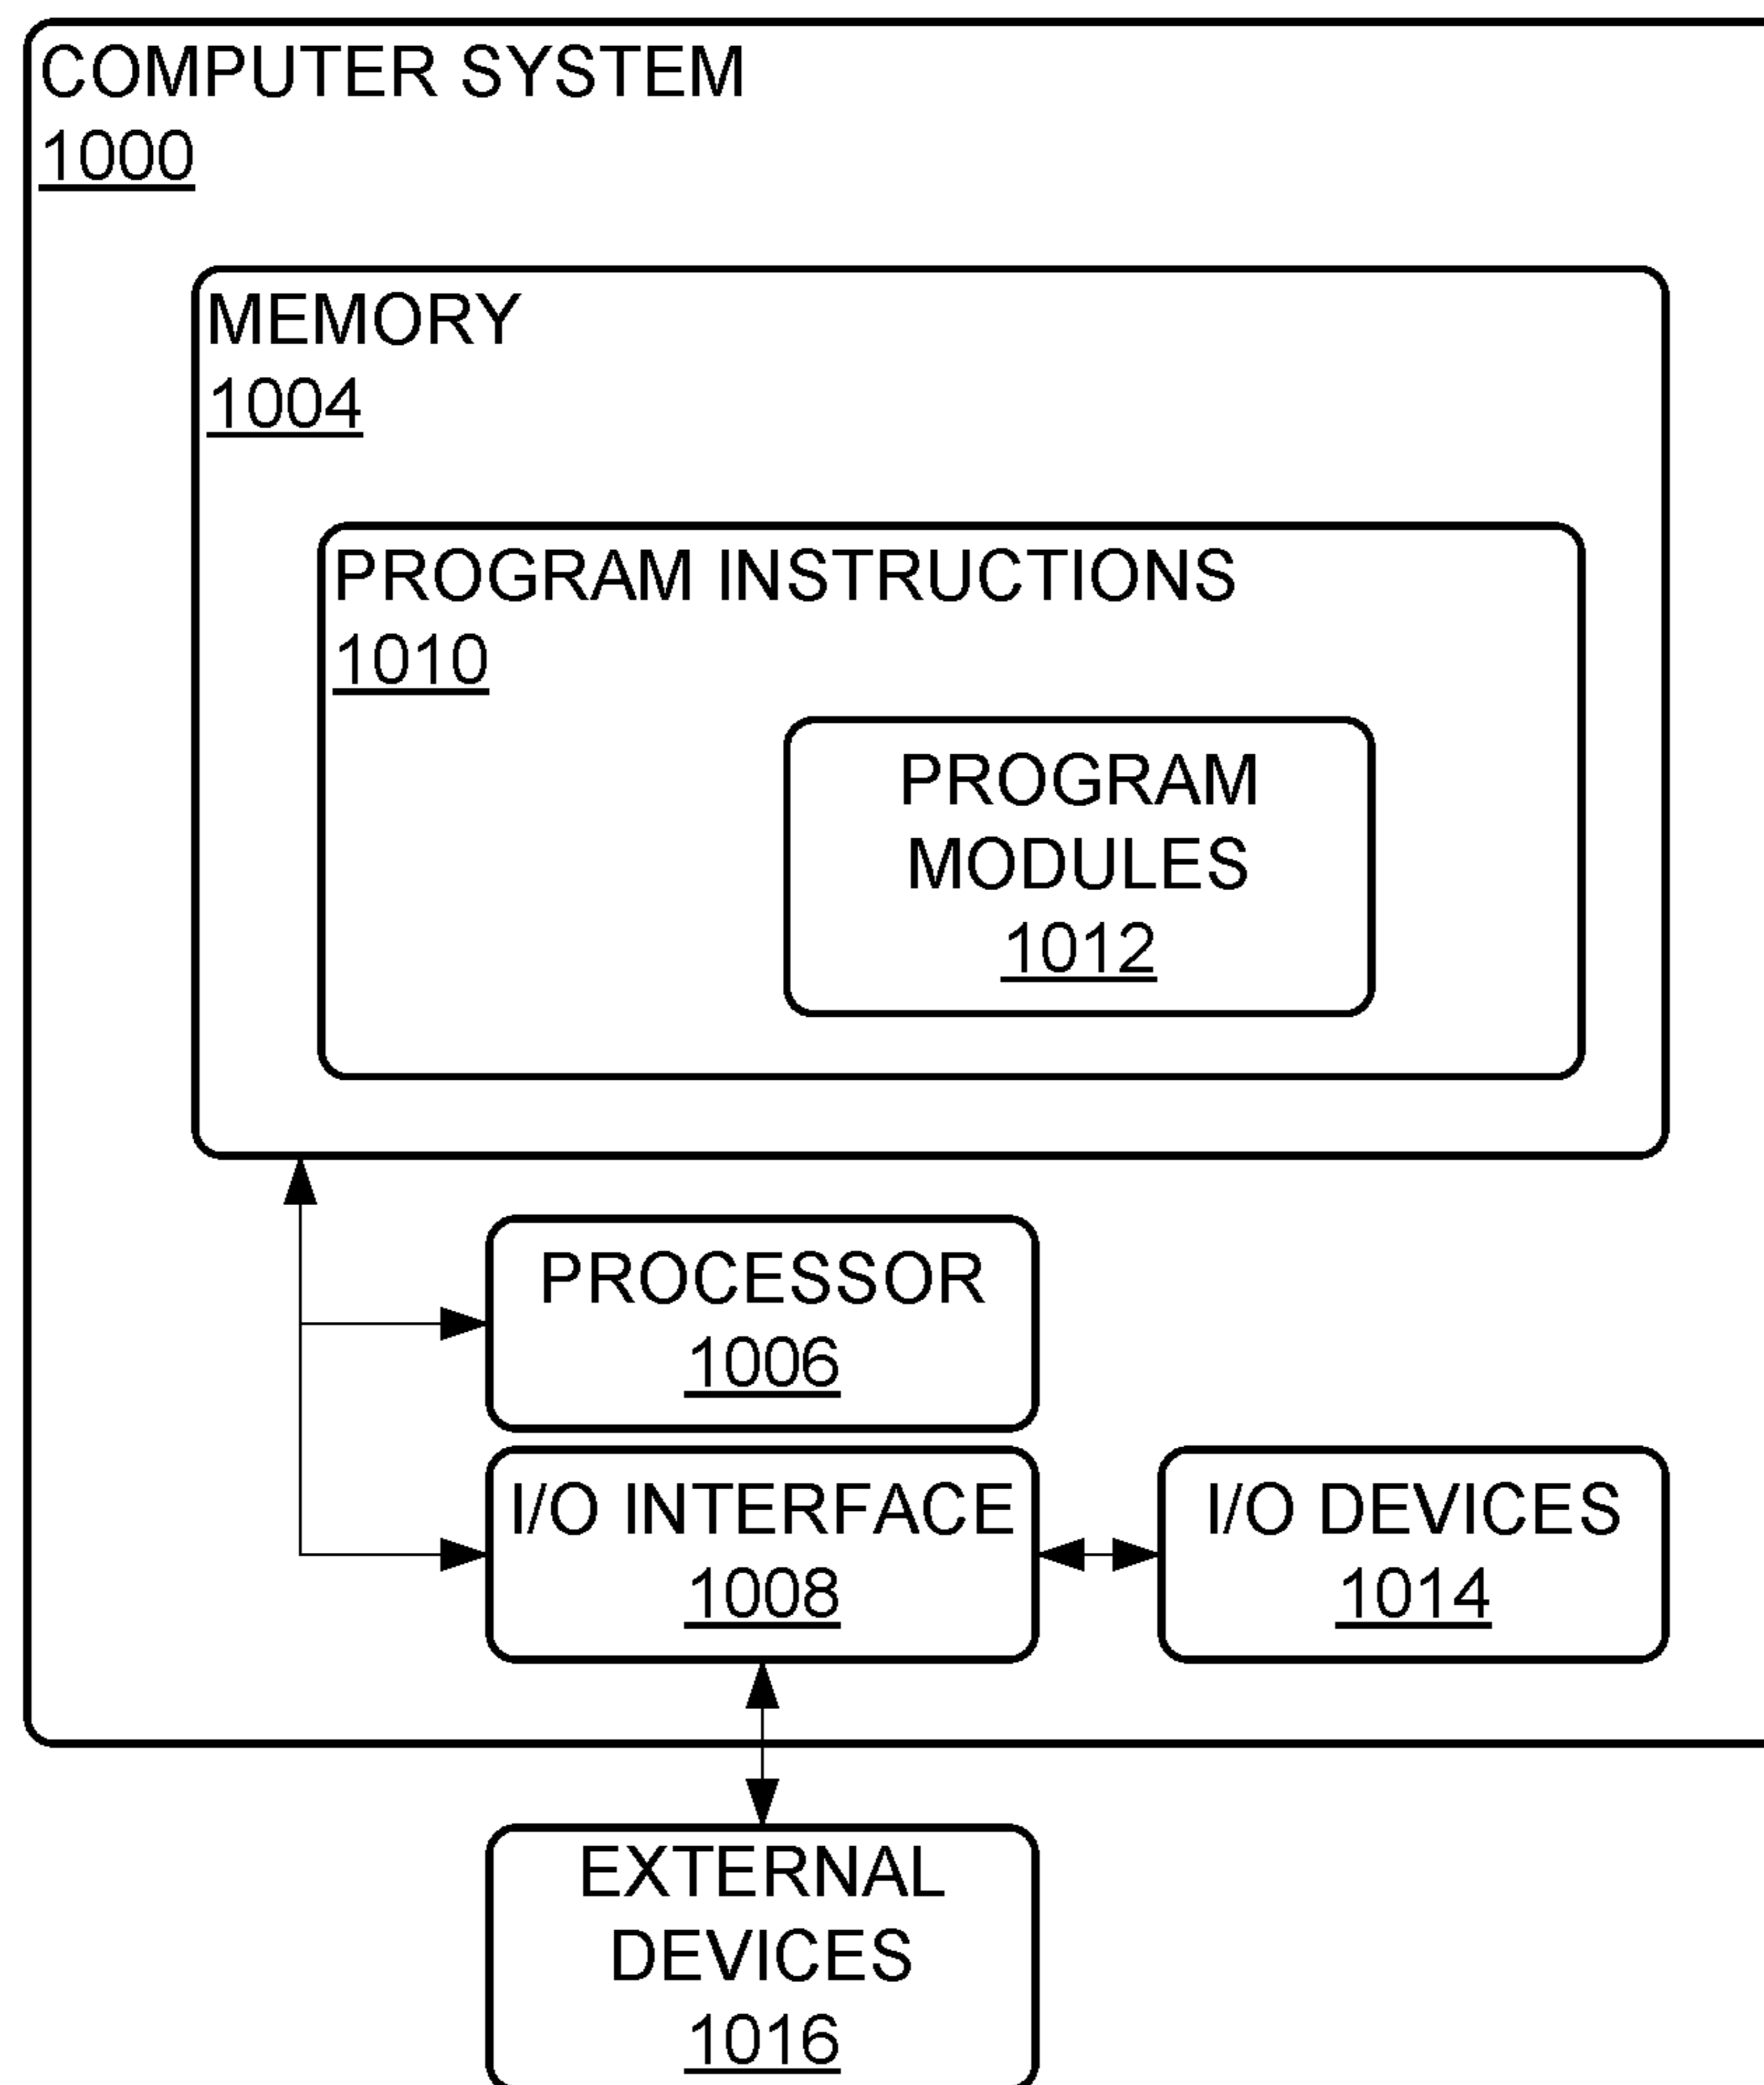 COMPUTER SYSTEM
1000
MEMORY
1004
PROGRAM INSTRUCTIONS
1010
PROGRAM
MODULES
1012
PROCESSOR
1006
I/O INTERFACE
1008
I/O DEVICES
1014
EXTERNAL
DEVICES
1016